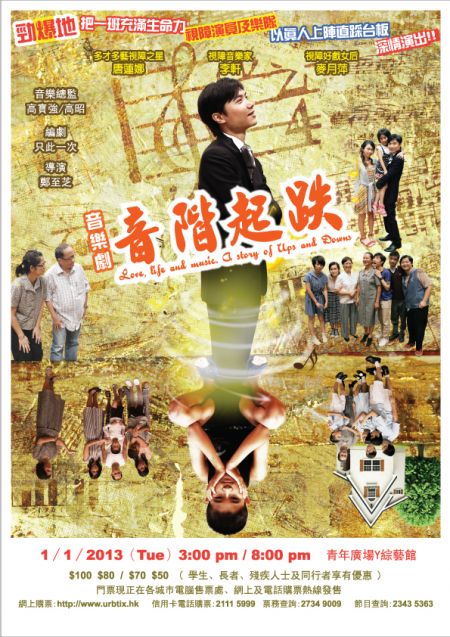 勁爆地 把一班充滿生命力 視障演員及樂隊 以真人上陣直踩台板 深情演出!!
多才多藝視障之星
唐蓮娜
視障音樂家
李軒
視障好戲女后
麥月萍
音樂總監
高寶強/高昭
編劇
只此一次
導演
鄭至芝
音樂劇
音階起跌
Love, life and music. A story of Ups and Downs
1/1/2013 (Tue) 3:00 pm / 8:00 pm 青年廣場Y綜藝館
$100 $80 / $70 $50 ( 學生、長者、殘疾人士及同行者享有優惠 )
門票現正在各城市電腦售票處、網上及電話購票熱線發售
網上購票:http://www.urbtix.hk 信用卡電話購票:2111 5999 票務查詢:2734 9009 節目查詢:2343 5363